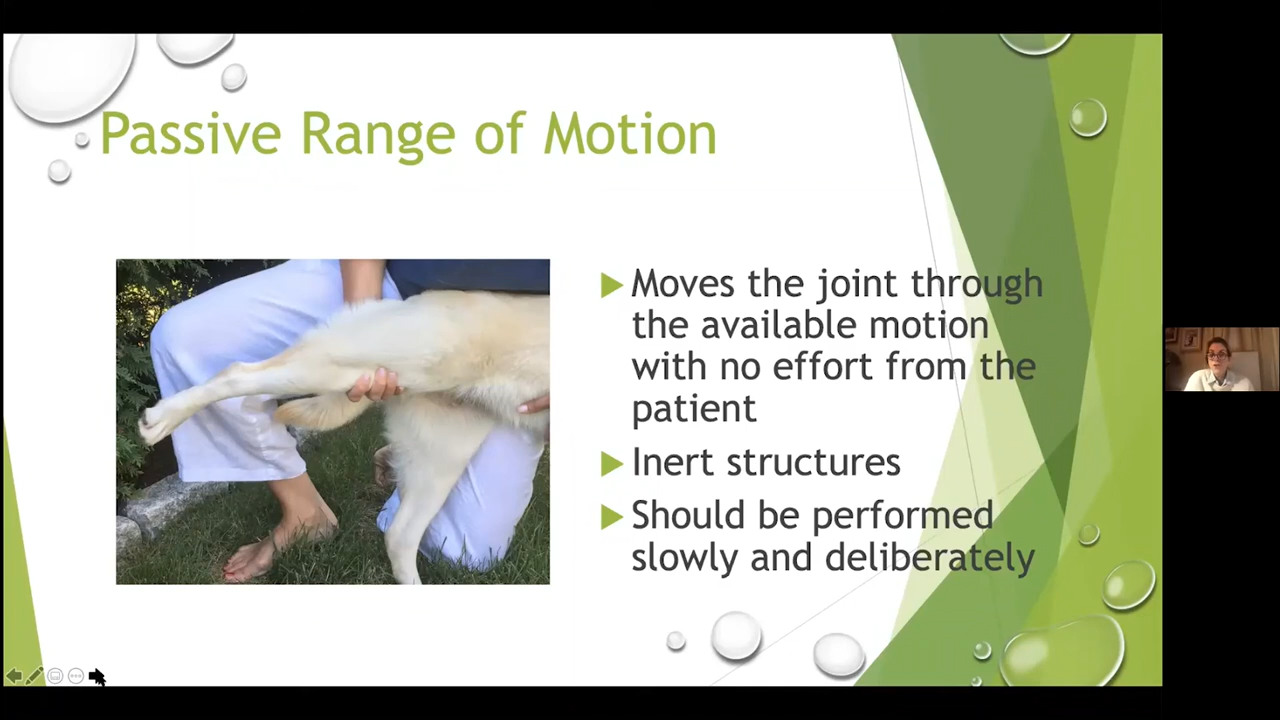 Passive Range of Motion
Moves the joint through
the available motion
with no effort from the
patient
Inert structures
Should be performed
slowly and deliberately